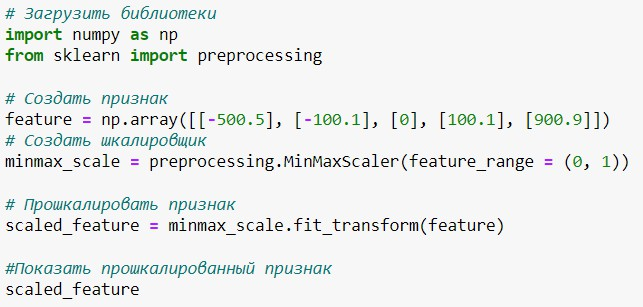 # Загрузить библиотеки
import numpy as np
from sklearn import preprocessing
# Создать признак
feature = np.array([[-500.5], [-100.1], [0], [100.1], [900.9]])
# Создать шкалировщик
minmax_scale = preprocessing.MinMaxScaler(feature_range = (0, 1))
# Прошкалировать признак
scaled_feature = minmax_scale.fit_transform(feature)
#Показать прошкалированный признак
scaled_feature